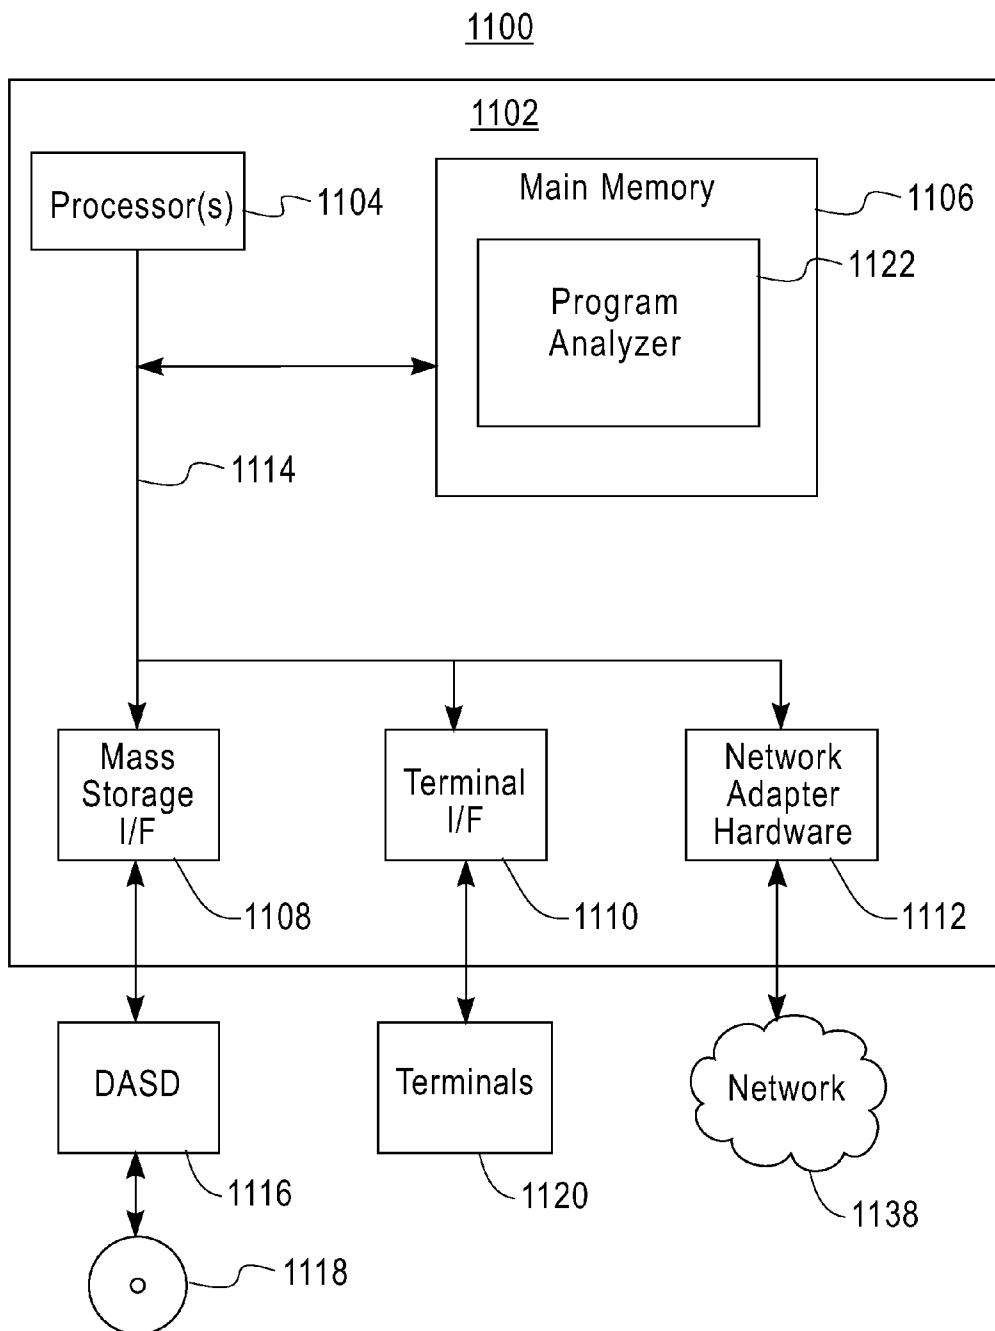 1100
1102
Processor(s)
1104
Main Memory
1106
1122
Program
Analyzer
1114
Mass
Storage
I/F
Terminal
I/F
Network
Adapter
Hardware
1108
1110
1112
DASD
Terminals
Network
1116
1120
1138
1118